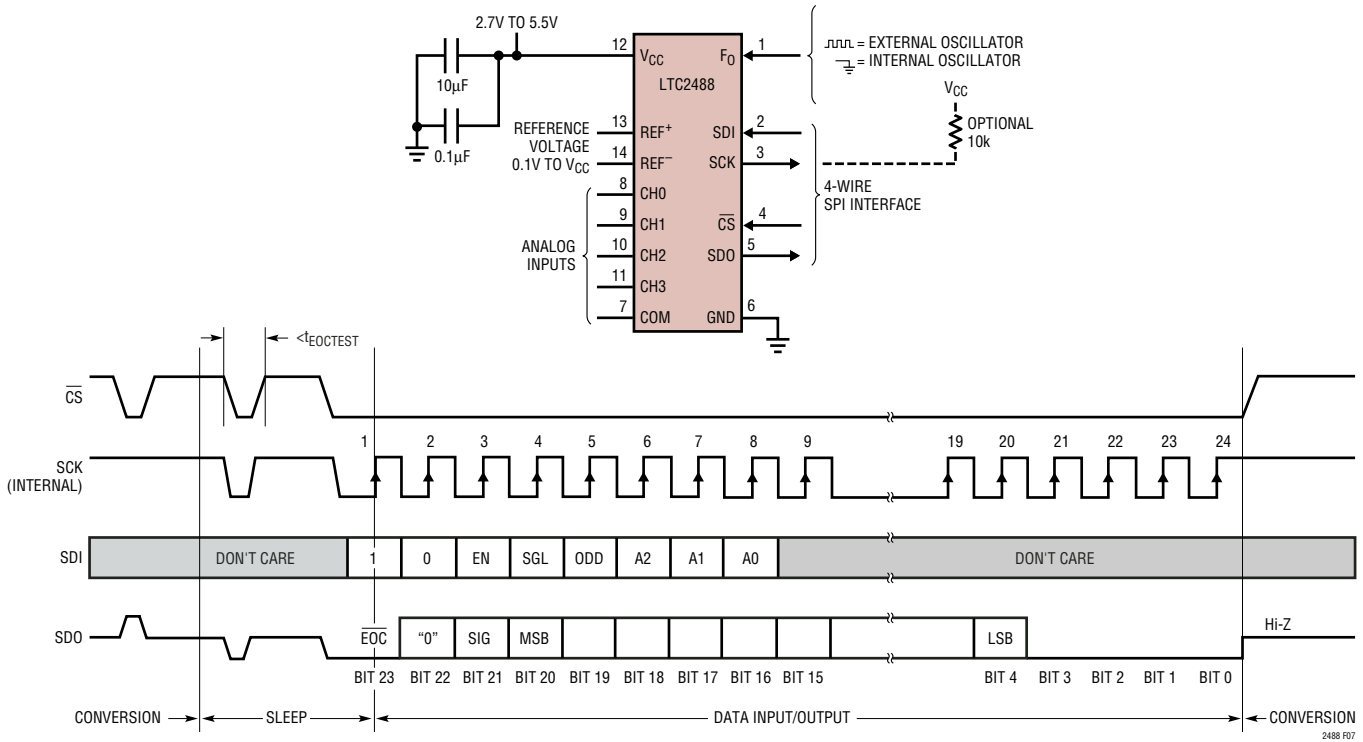 2.7V TO 5.5V
10µF
0.1µF
REFERENCE
VOLTAGE
0.1V TO VCC
ANALOG
INPUTS
12
13
14
8
9
10
11
7
VCC
REF+
REF−
CH0
CH1
CH2
CH3
COM
LTC2488
FO
SDI
SCK
CS
SDO
GND
1
2
3
4
5
6
= EXTERNAL OSCILLATOR
= INTERNAL OSCILLATOR
VCC
OPTIONAL
10k
4-WIRE
SPI INTERFACE
<tEOCTEST
CS
1 2 3 4 5 6 7 8 9 19 20 21 22 23 24
SCK
(INTERNAL)
SDI DON'T CARE 1 0 EN SGL ODD A2 A1 A0 DON'T CARE
SDO EOC “0” SIG MSB LSB Hi-Z
BIT 23 BIT 22 BIT 21 BIT 20 BIT 19 BIT 18 BIT 17 BIT 16 BIT 15 BIT 4 BIT 3 BIT 2 BIT 1 BIT 0
CONVERSION SLEEP DATA INPUT/OUTPUT CONVERSION
2488 F07